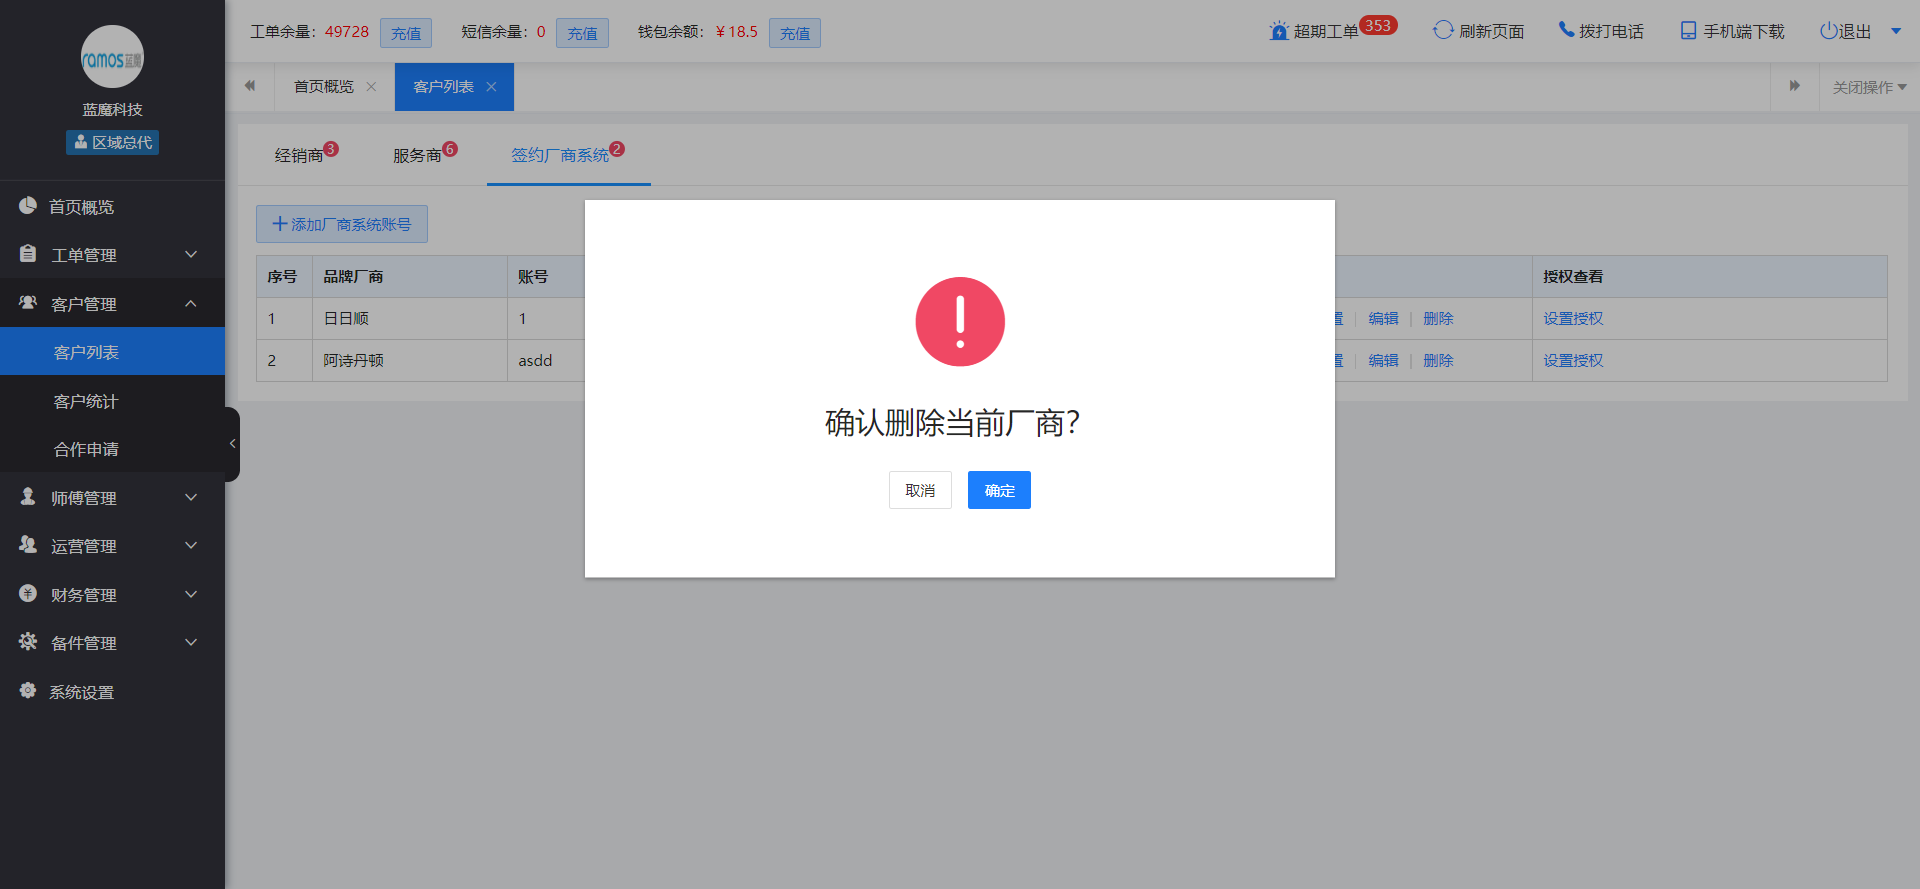 工单余量：49728 充值 短信余量：0 充值 钱包余额：¥18.5 充值 超期工单 353 刷新页面 拨打电话 手机端下载 退出
ramos蓝魔
蓝魔科技
区域总代
首页概览
工单管理
客户管理
客户列表
客户统计
合作申请
师傅管理
运营管理
财务管理
备件管理
系统设置
首页概览 客户列表 关闭操作
经销商 3 服务商 6 签约厂商系统 2
添加厂商系统账号
序号 品牌厂商 账号 授权查看
1 日日顺 1 置 编辑 删除 设置授权
2 阿诗丹顿 asdd 置 编辑 删除 设置授权
确认删除当前厂商？
取消 确定